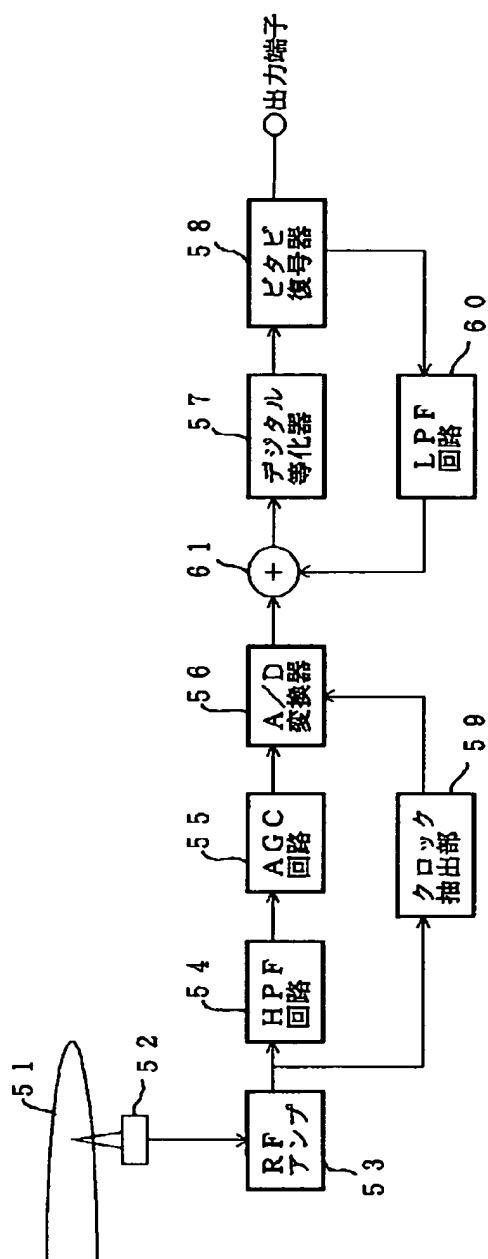 51
52
RF
アンプ
53
54
HPF
回路
55
AGC
回路
56
A/D
変換器
59
クロック
抽出部
61
+
57
デジタル
等化器
58
ビタビ
復号器
60
LPF
回路
出力端子